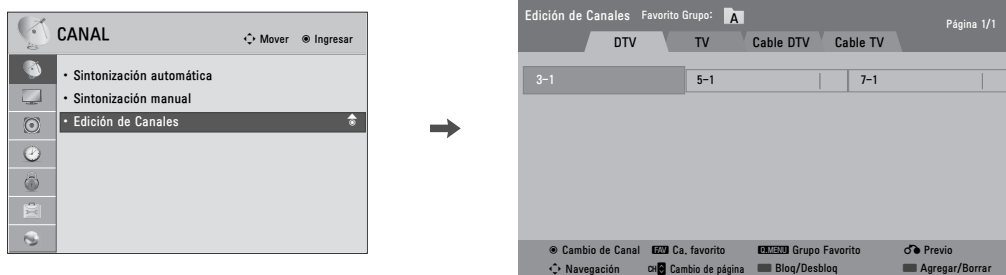 CANAL
Mover Ingresar
• Sintonización automática
• Sintonización manual
• Edición de Canales
Edición de Canales Favorito Grupo: A
Página 1/1
DTV TV Cable DTV Cable TV
3-1 5-1 7-1
Cambio de Canal FAV Ca. favorito Q.MENU Grupo Favorito Previo
Navegación CH Cambio de página Bloq/Desbloq Agregar/Borrar